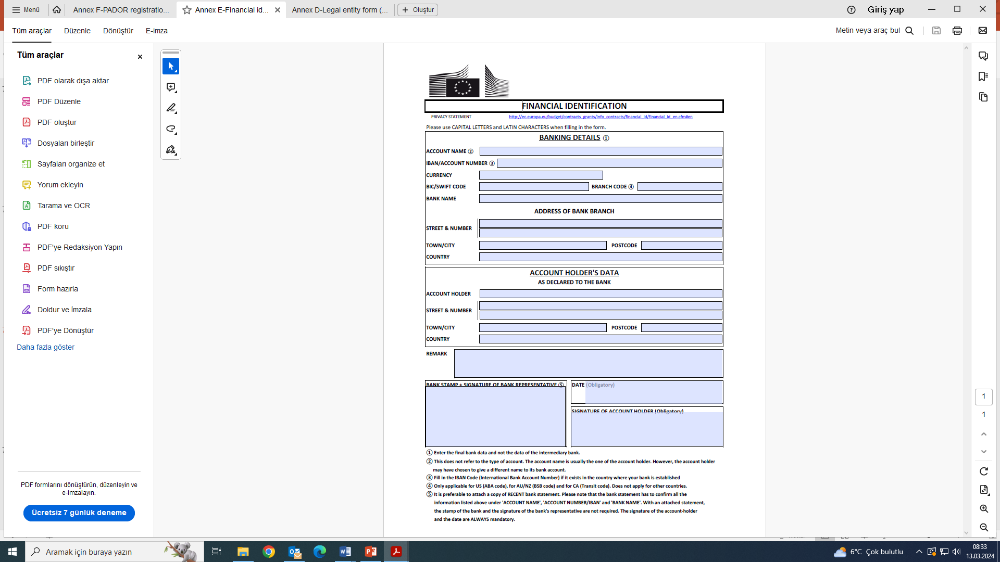 Menü
Annex F-PADOR registratio...
Annex E-Financial id...
Annex D-Legal entity form (...
Oluştur
Giriş yap
Tüm araçlar
Düzenle
Dönüştür
E-imza
Metin veya araç bul
Tüm araçlar
PDF olarak dışa aktar
PDF Düzenle
PDF oluştur
Dosyaları birleştir
Sayfaları organize et
Yorum ekleyin
Tarama ve OCR
PDF koru
PDF'ye Redaksiyon Yapın
PDF sıkıştır
Form hazırla
Doldur ve İmzala
PDF'ye Dönüştür
Daha fazla göster
PDF formlarını dönüştürün, düzenleyin ve
e-imzalayın.
Ücretsiz 7 günlük deneme
FINANCIAL IDENTIFICATION
PRIVACY STATEMENT http://ec.europa.eu/budget/contracts_grants/info_contracts/financial_id/financial_id_en.cfm#en
Please use CAPITAL LETTERS and LATIN CHARACTERS when filling in the form.
BANKING DETAILS ①
ACCOUNT NAME ②
IBAN/ACCOUNT NUMBER ③
CURRENCY
BIC/SWIFT CODE BRANCH CODE ④
BANK NAME
ADDRESS OF BANK BRANCH
STREET & NUMBER
TOWN/CITY POSTCODE
COUNTRY
ACCOUNT HOLDER'S DATA
AS DECLARED TO THE BANK
ACCOUNT HOLDER
STREET & NUMBER
TOWN/CITY POSTCODE
COUNTRY
REMARK
BANK STAMP + SIGNATURE OF BANK REPRESENTATIVE ⑤
DATE (Obligatory)
SIGNATURE OF ACCOUNT HOLDER (Obligatory)
① Enter the final bank data and not the data of the intermediary bank.
② This does not refer to the type of account. The account name is usually the one of the account holder. However, the account holder
may have chosen to give a different name to its bank account.
③ Fill in the IBAN Code (International Bank Account Number) if it exists in the country where your bank is established
④ Only applicable for US (ABA code), for AU/NZ (BSB code) and for CA (Transit code). Does not apply for other countries.
⑤ It is preferable to attach a copy of RECENT bank statement. Please note that the bank statement has to confirm all the
information listed above under 'ACCOUNT NAME', 'ACCOUNT NUMBER/IBAN' and 'BANK NAME'. With an attached statement,
the stamp of the bank and the signature of the bank's representative are not required. The signature of the account-holder
and the date are ALWAYS mandatory.
1
1
Aramak için buraya yazın
6°C Çok bulutlu
08:33
13.03.2024